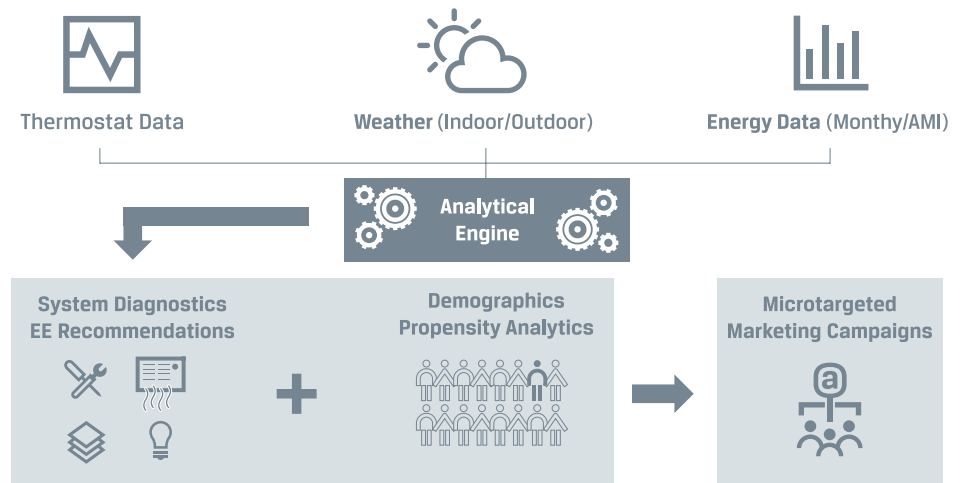 Thermostat Data
Weather (Indoor/Outdoor)
Energy Data (Monthy/AMI)
Analytical
Engine
System Diagnostics
EE Recommendations
Demographics
Propensity Analytics
Microtargeted
Marketing Campaigns
a